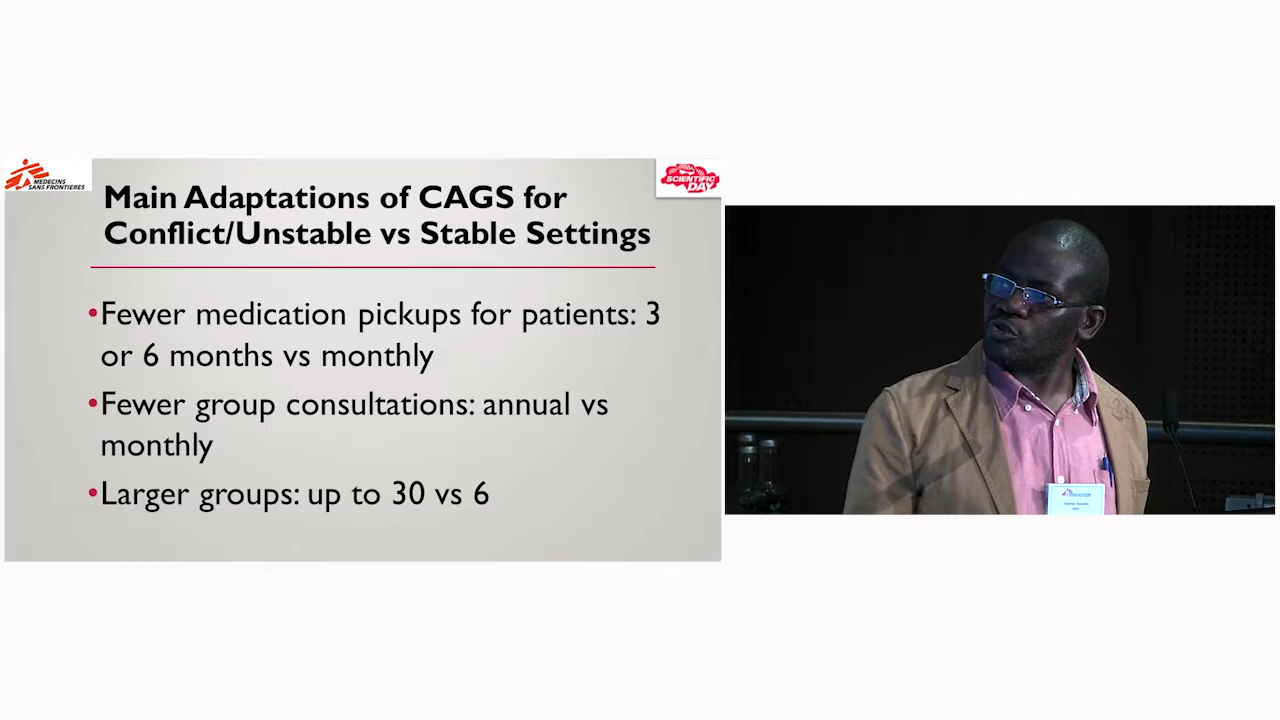 MEDECINS
SANS FRONTIERES
SCIENTIFIC
DAY
Main Adaptations of CAGS for
Conflict/Unstable vs Stable Settings
•Fewer medication pickups for patients: 3
or 6 months vs monthly
•Fewer group consultations: annual vs
monthly
•Larger groups: up to 30 vs 6